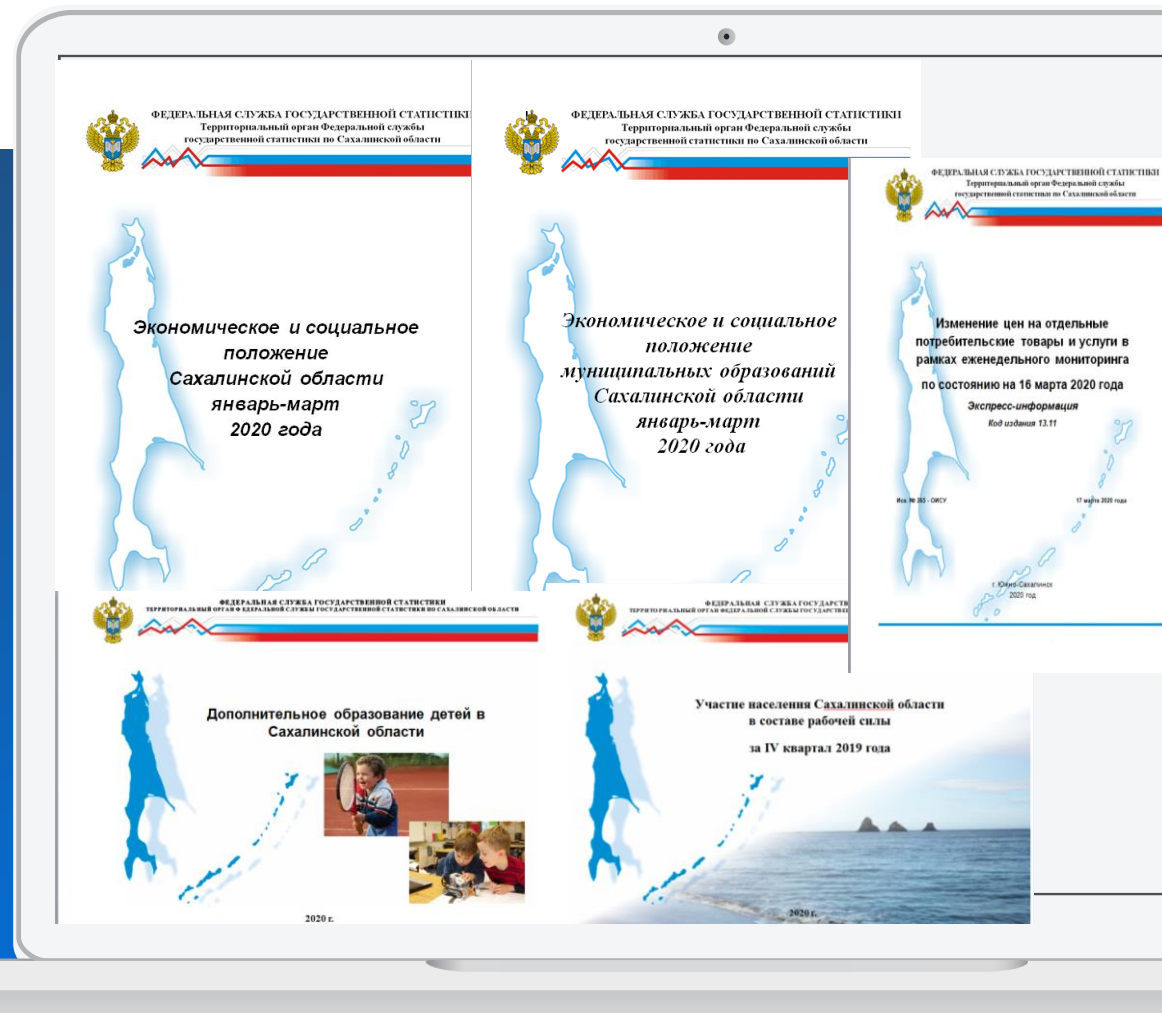 ФЕДЕРАЛЬНАЯ СЛУЖБА ГОСУДАРСТВЕННОЙ СТАТИСТИКИ
Территориальный орган Федеральной службы
государственной статистики по Сахалинской области
Экономическое и социальное
положение
Сахалинской области
январь-март
2020 года
ФЕДЕРАЛЬНАЯ СЛУЖБА ГОСУДАРСТВЕННОЙ СТАТИСТИКИ
Территориальный орган Федеральной службы
государственной статистики по Сахалинской области
Экономическое и социальное
положение
муниципальных образований
Сахалинской области
январь-март
2020 года
ФЕДЕРАЛЬНАЯ СЛУЖБА ГОСУДАРСТВЕННОЙ СТАТИСТИКИ
Территориальный орган Федеральной службы
государственной статистики по Сахалинской области
Изменение цен на отдельные
потребительские товары и услуги в
рамках еженедельного мониторинга
по состоянию на 16 марта 2020 года
Экспресс-информация
Код издания 13.11
17 марта 2020 года
г. Южно-Сахалинск
2020 год
ФЕДЕРАЛЬНАЯ СЛУЖБА ГОСУДАРСТВЕННОЙ СТАТИСТИКИ
ТЕРРИТОРИАЛЬНЫЙ ОРГАН ФЕДЕРАЛЬНОЙ СЛУЖБЫ ГОСУДАРСТВЕННОЙ СТАТИСТИКИ ПО САХАЛИНСКОЙ ОБЛАСТИ
Дополнительное образование детей в
Сахалинской области
2020 г.
ФЕДЕРАЛЬНАЯ СЛУЖБА ГОСУДАРСТВ
ТЕРРИТОРИАЛЬНЫЙ ОРГАН ФЕДЕРАЛЬНОЙ СЛУЖБЫ
Участие населения Сахалинской области
в составе рабочей силы
за IV квартал 2019 года
2020 г.